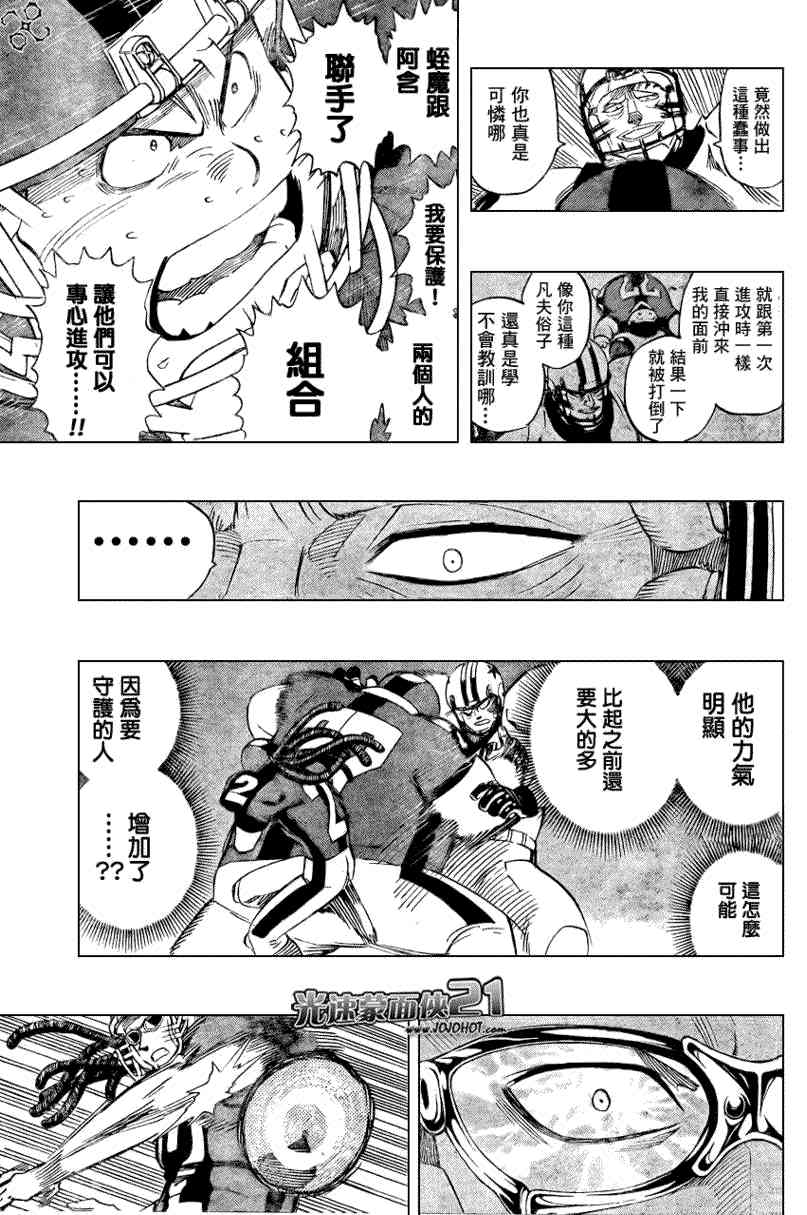 竟然做出
這種蠢事…
你也真是
可憐哪
就跟第一次
進攻時一樣
直接沖來
我的面前
結果一下
就被打倒了
像你這種
凡夫俗子
還真是學
不會教訓哪…
蛭魔跟
阿含
聯手了
我要保護！
兩個人的
組合
讓他們可以
專心進攻……!!
……
他的力氣
明顯
比起之前還
要大的多
這怎麼
可能
因為要
守護的人
增加了
……??
2
光速蒙面俠21
www.JOJOHOT.com